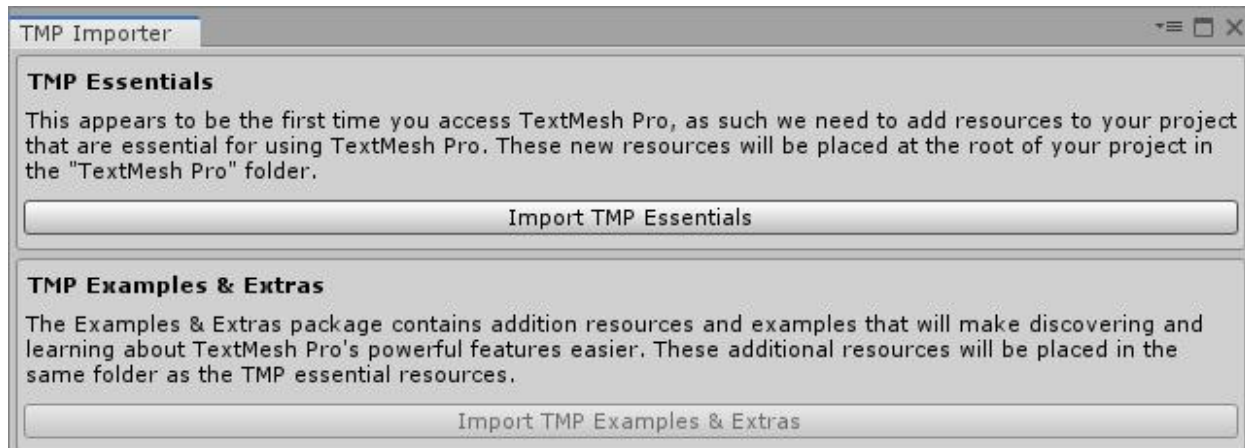 TMP Importer
TMP Essentials
This appears to be the first time you access TextMesh Pro, as such we need to add resources to your project
that are essential for using TextMesh Pro. These new resources will be placed at the root of your project in
the "TextMesh Pro" folder.
Import TMP Essentials
TMP Examples & Extras
The Examples & Extras package contains addition resources and examples that will make discovering and
learning about TextMesh Pro's powerful features easier. These additional resources will be placed in the
same folder as the TMP essential resources.
Import TMP Examples & Extras